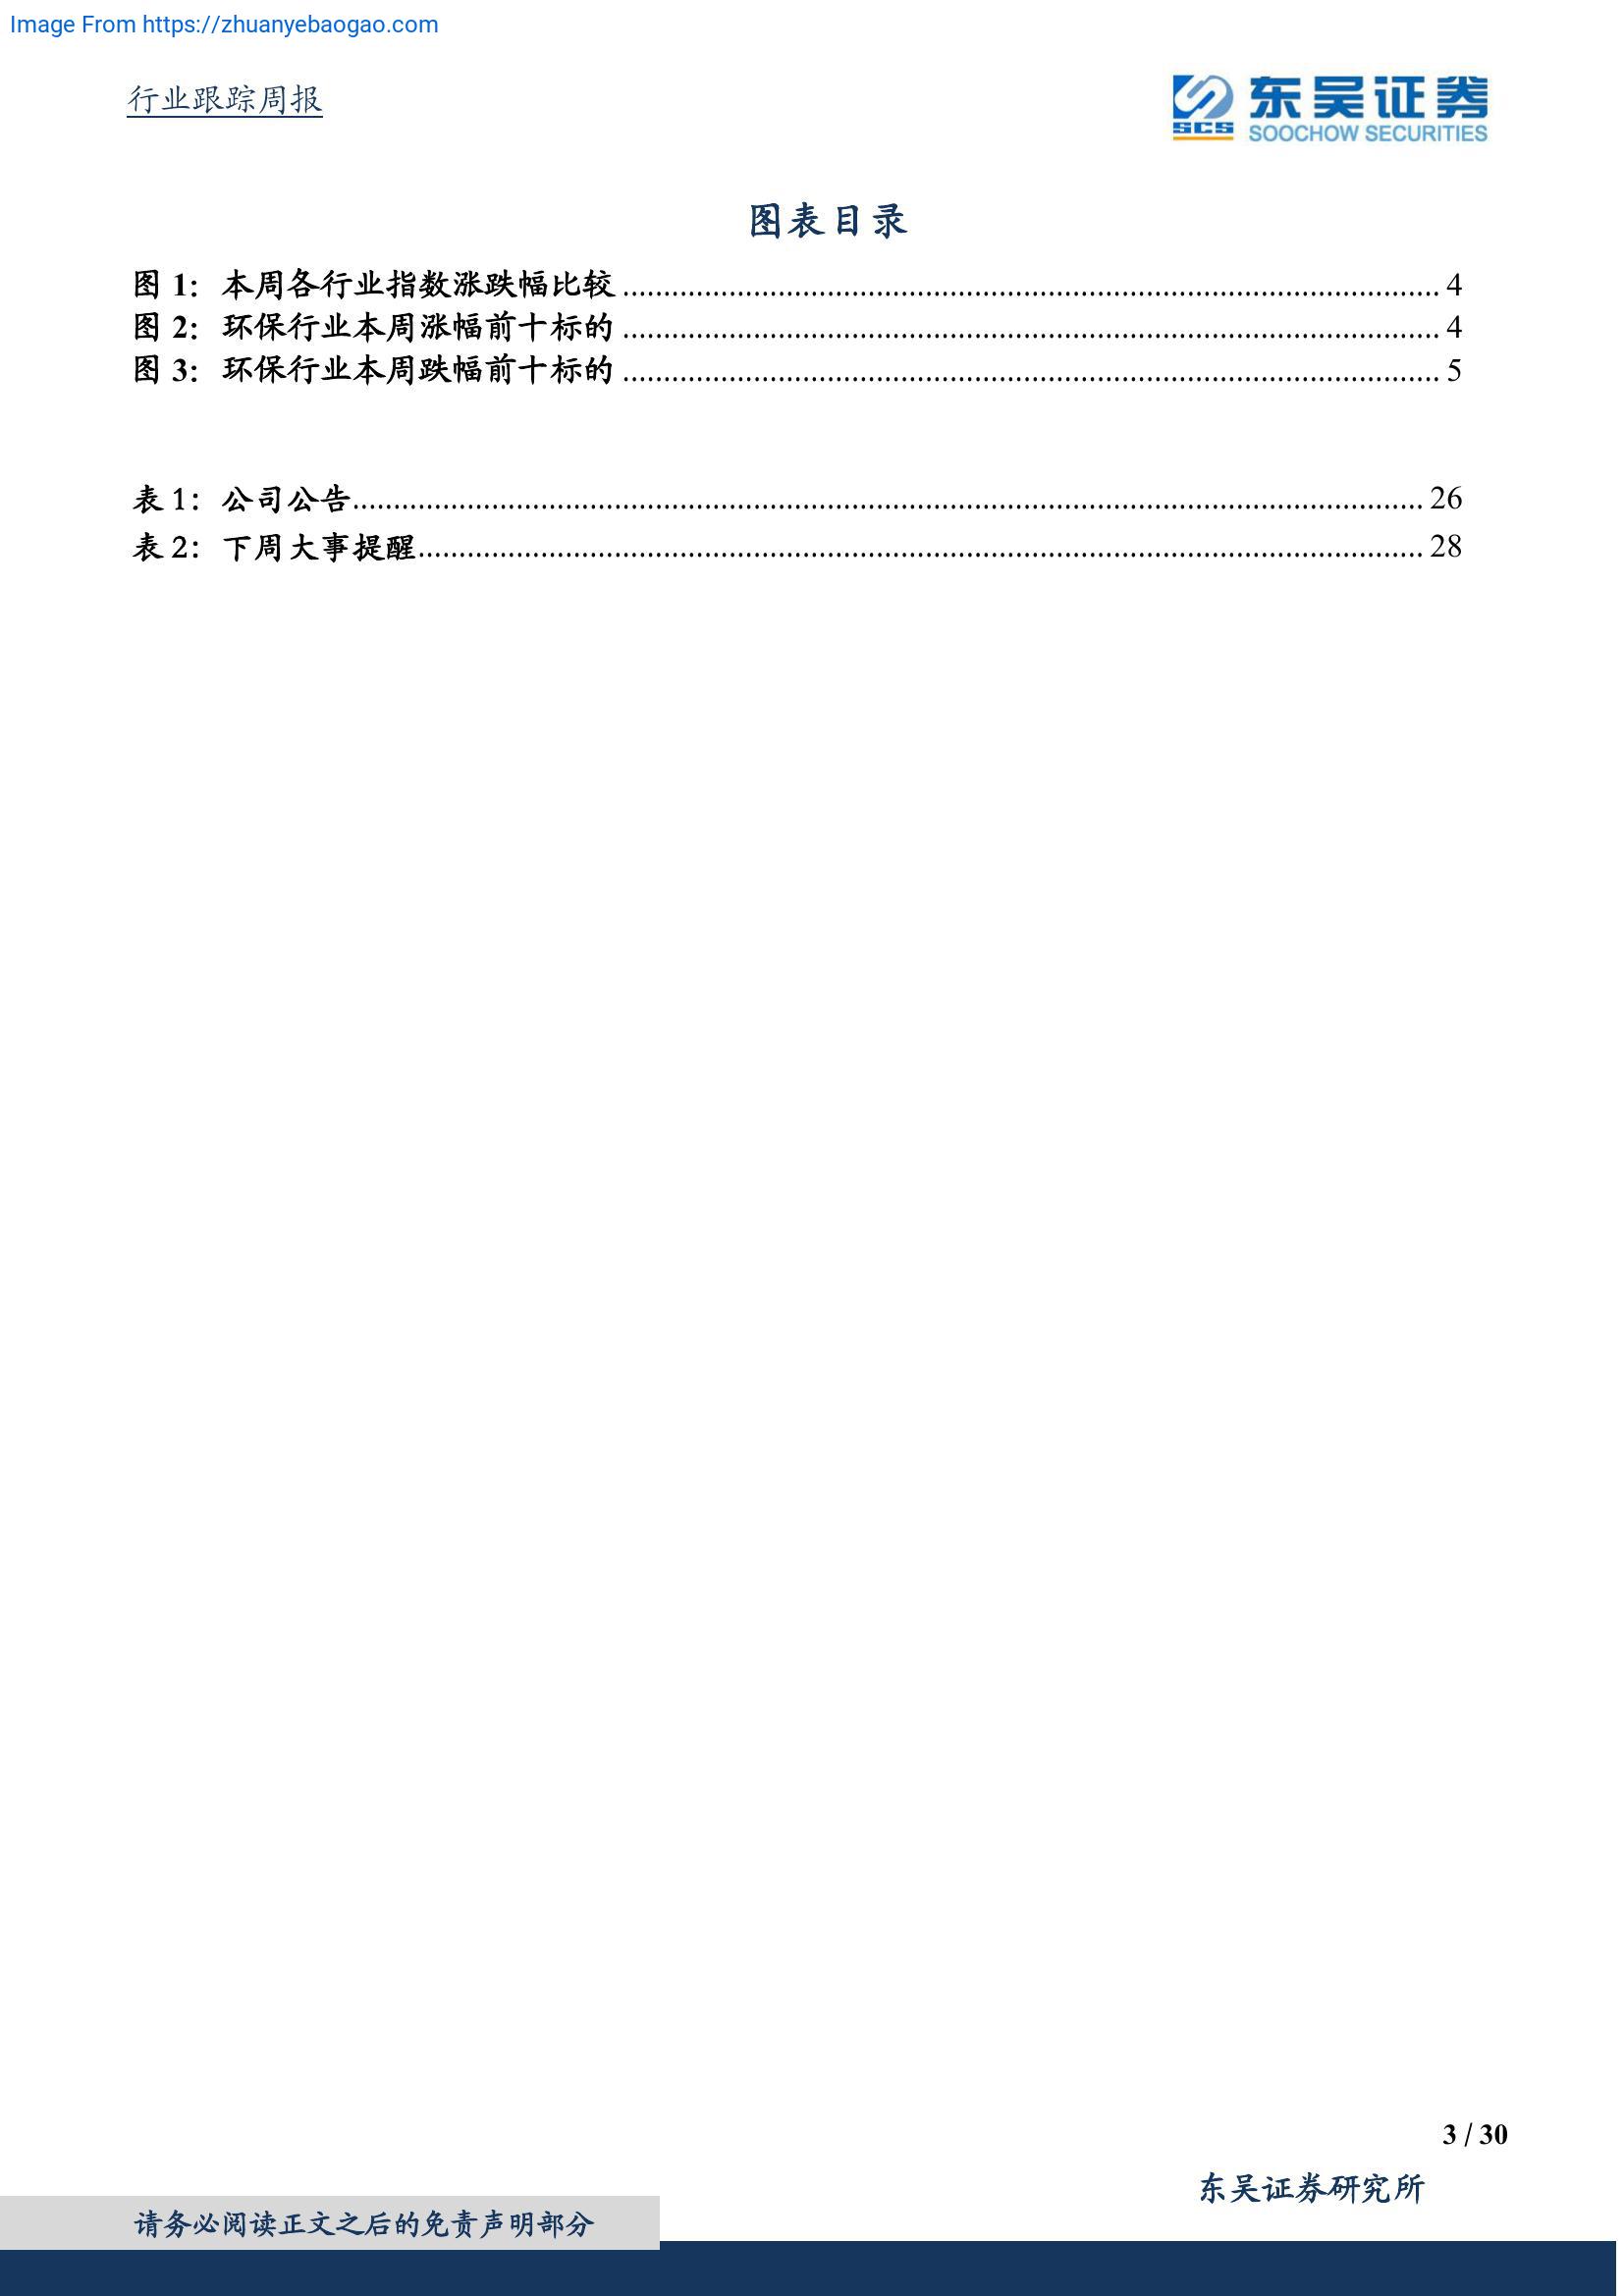 Image From https://zhuanyebaogao.com
行业跟踪周报
SCS
东吴证券
SOOCHOW SECURITIES
图表目录
图 1: 本周各行业指数涨跌幅比较 ........................................ 4
图 2: 环保行业本周涨幅前十标的 ........................................ 4
图 3: 环保行业本周跌幅前十标的 ........................................ 5
表 1: 公司公告 ........................................ 26
表 2: 下周大事提醒 ........................................ 28
3 / 30
东吴证券研究所
请务必阅读正文之后的免责声明部分